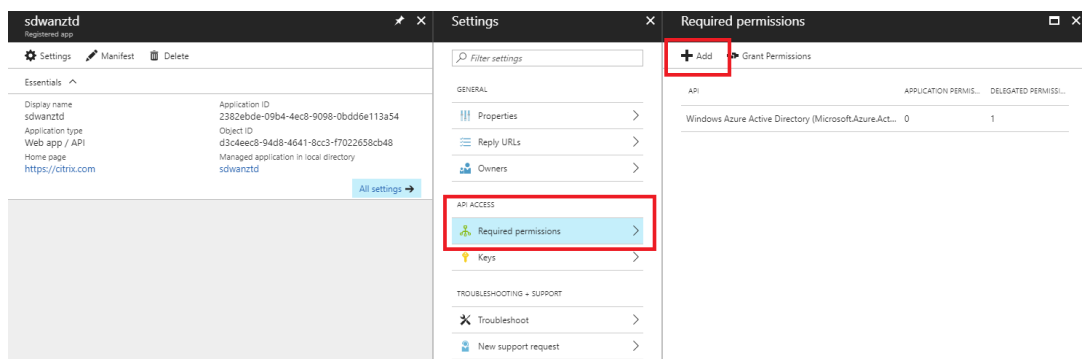 sdwanztd
Registered app
Settings Manifest Delete
Essentials
Display name
sdwanztd
Application type
Web app / API
Home page
https://citrix.com
Application ID
2382ebde-09b4-4ec8-9098-0bdd6e113a54
Object ID
d3c4eec8-94d8-4641-8cc3-f7022658cb48
Managed application in local directory
sdwanztd
All settings
Settings
Filter settings
GENERAL
Properties
Reply URLs
Owners
API ACCESS
Required permissions
Keys
TROUBLESHOOTING + SUPPORT
Troubleshoot
New support request
Required permissions
Add Grant Permissions
API APPLICATION PERMIS... DELEGATED PERMISSI...
Windows Azure Active Directory (Microsoft.Azure.Act... 0 1